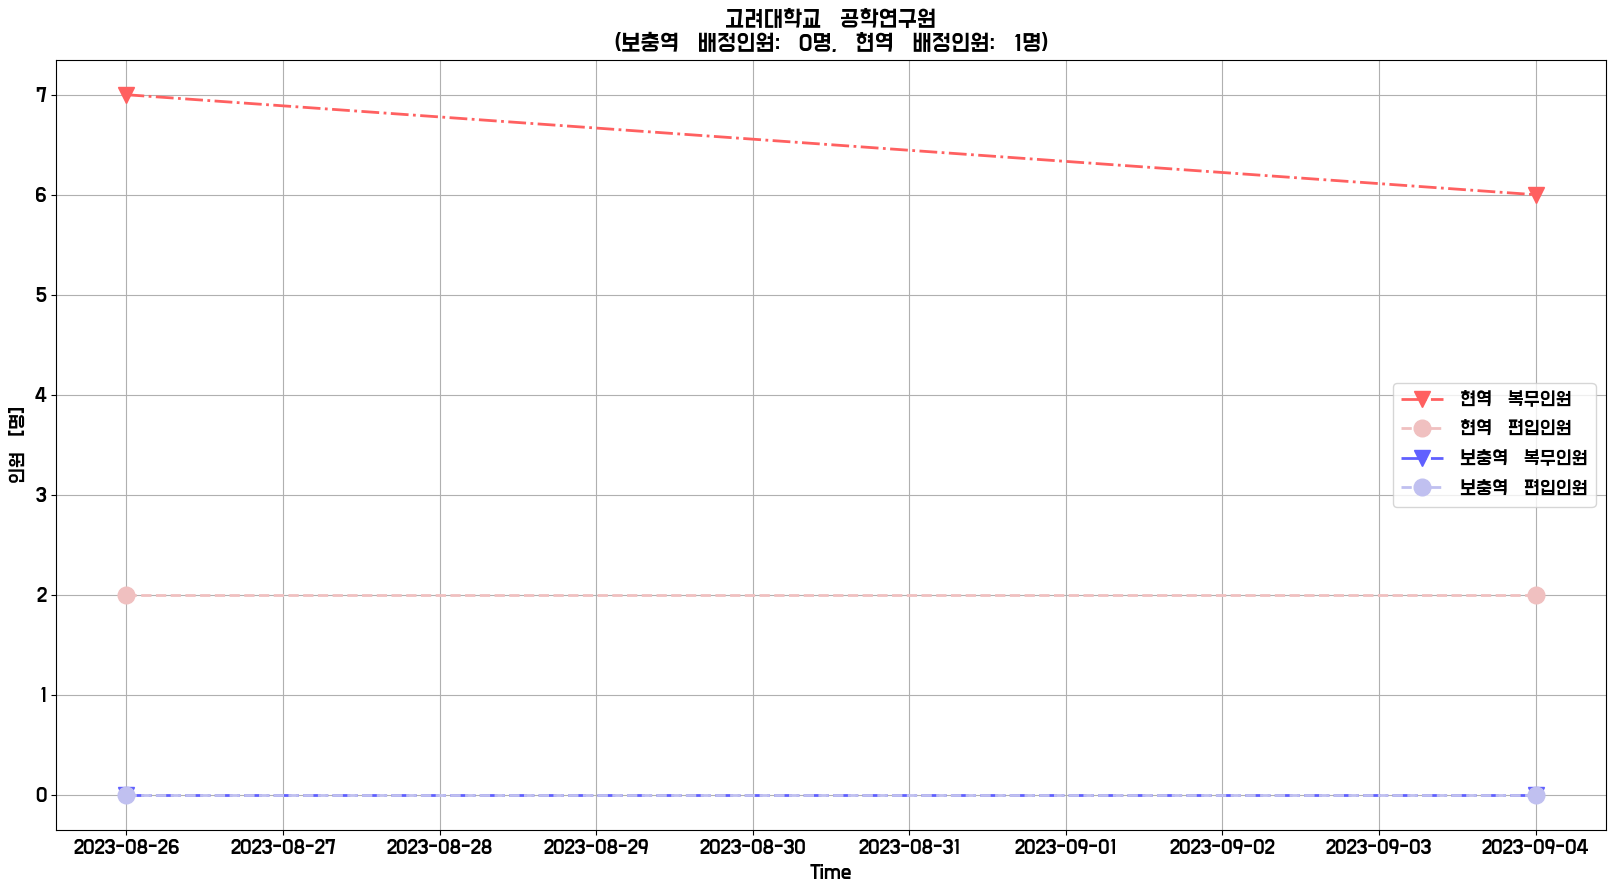 고려대학교 공학연구원
(보충역 배정인원: 0명, 현역 배정인원: 1명)
인원 [명]
7
6
5
4
3
2
1
0
현역 복무인원
현역 편입인원
보충역 복무인원
보충역 편입인원
2023-08-26 2023-08-27 2023-08-28 2023-08-29 2023-08-30 2023-08-31 2023-09-01 2023-09-02 2023-09-03 2023-09-04
Time